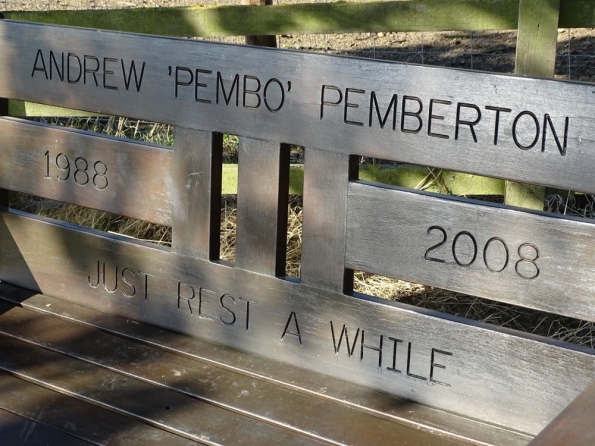 ANDREW 'PEMBO' PEMBERTON
1988 2008
JUST REST A WHILE